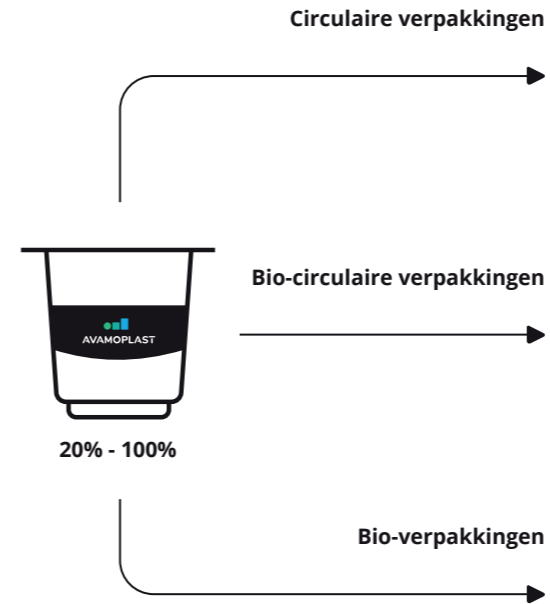 Circulaire verpakkingen
Bio-circulaire verpakkingen
AVAMOPLAST
20% - 100%
Bio-verpakkingen